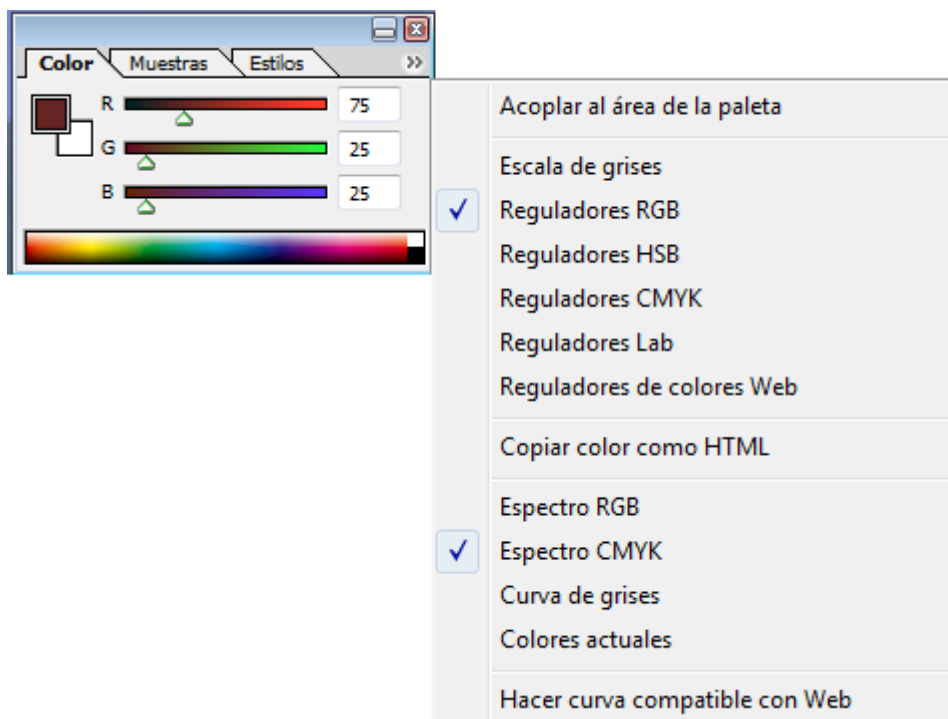 Color Muestras Estilos
R 75
G 25
B 25
Acoplar al área de la paleta
Escala de grises
Reguladores RGB
Reguladores HSB
Reguladores CMYK
Reguladores Lab
Reguladores de colores Web
Copiar color como HTML
Espectro RGB
Espectro CMYK
Curva de grises
Colores actuales
Hacer curva compatible con Web